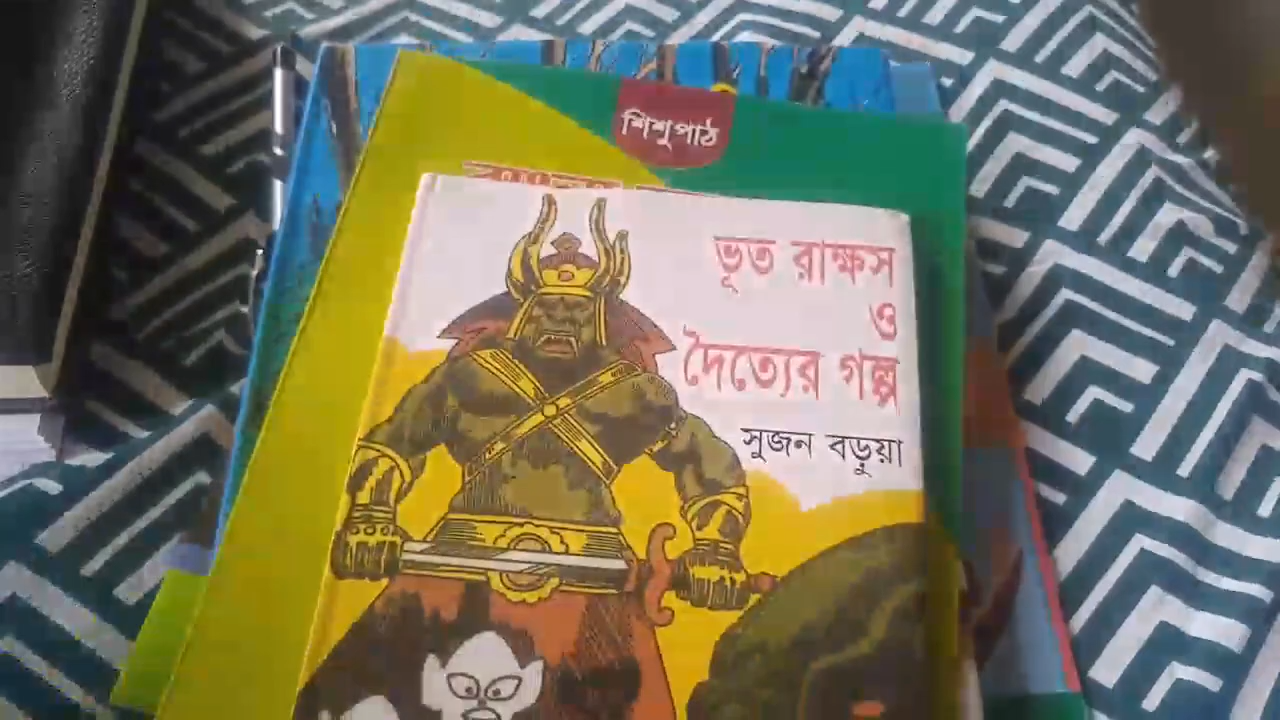 শিশুপাঠ
ভূত রাক্ষস
ও
দৈত্যের গল্প
সুজন বড়ুয়া